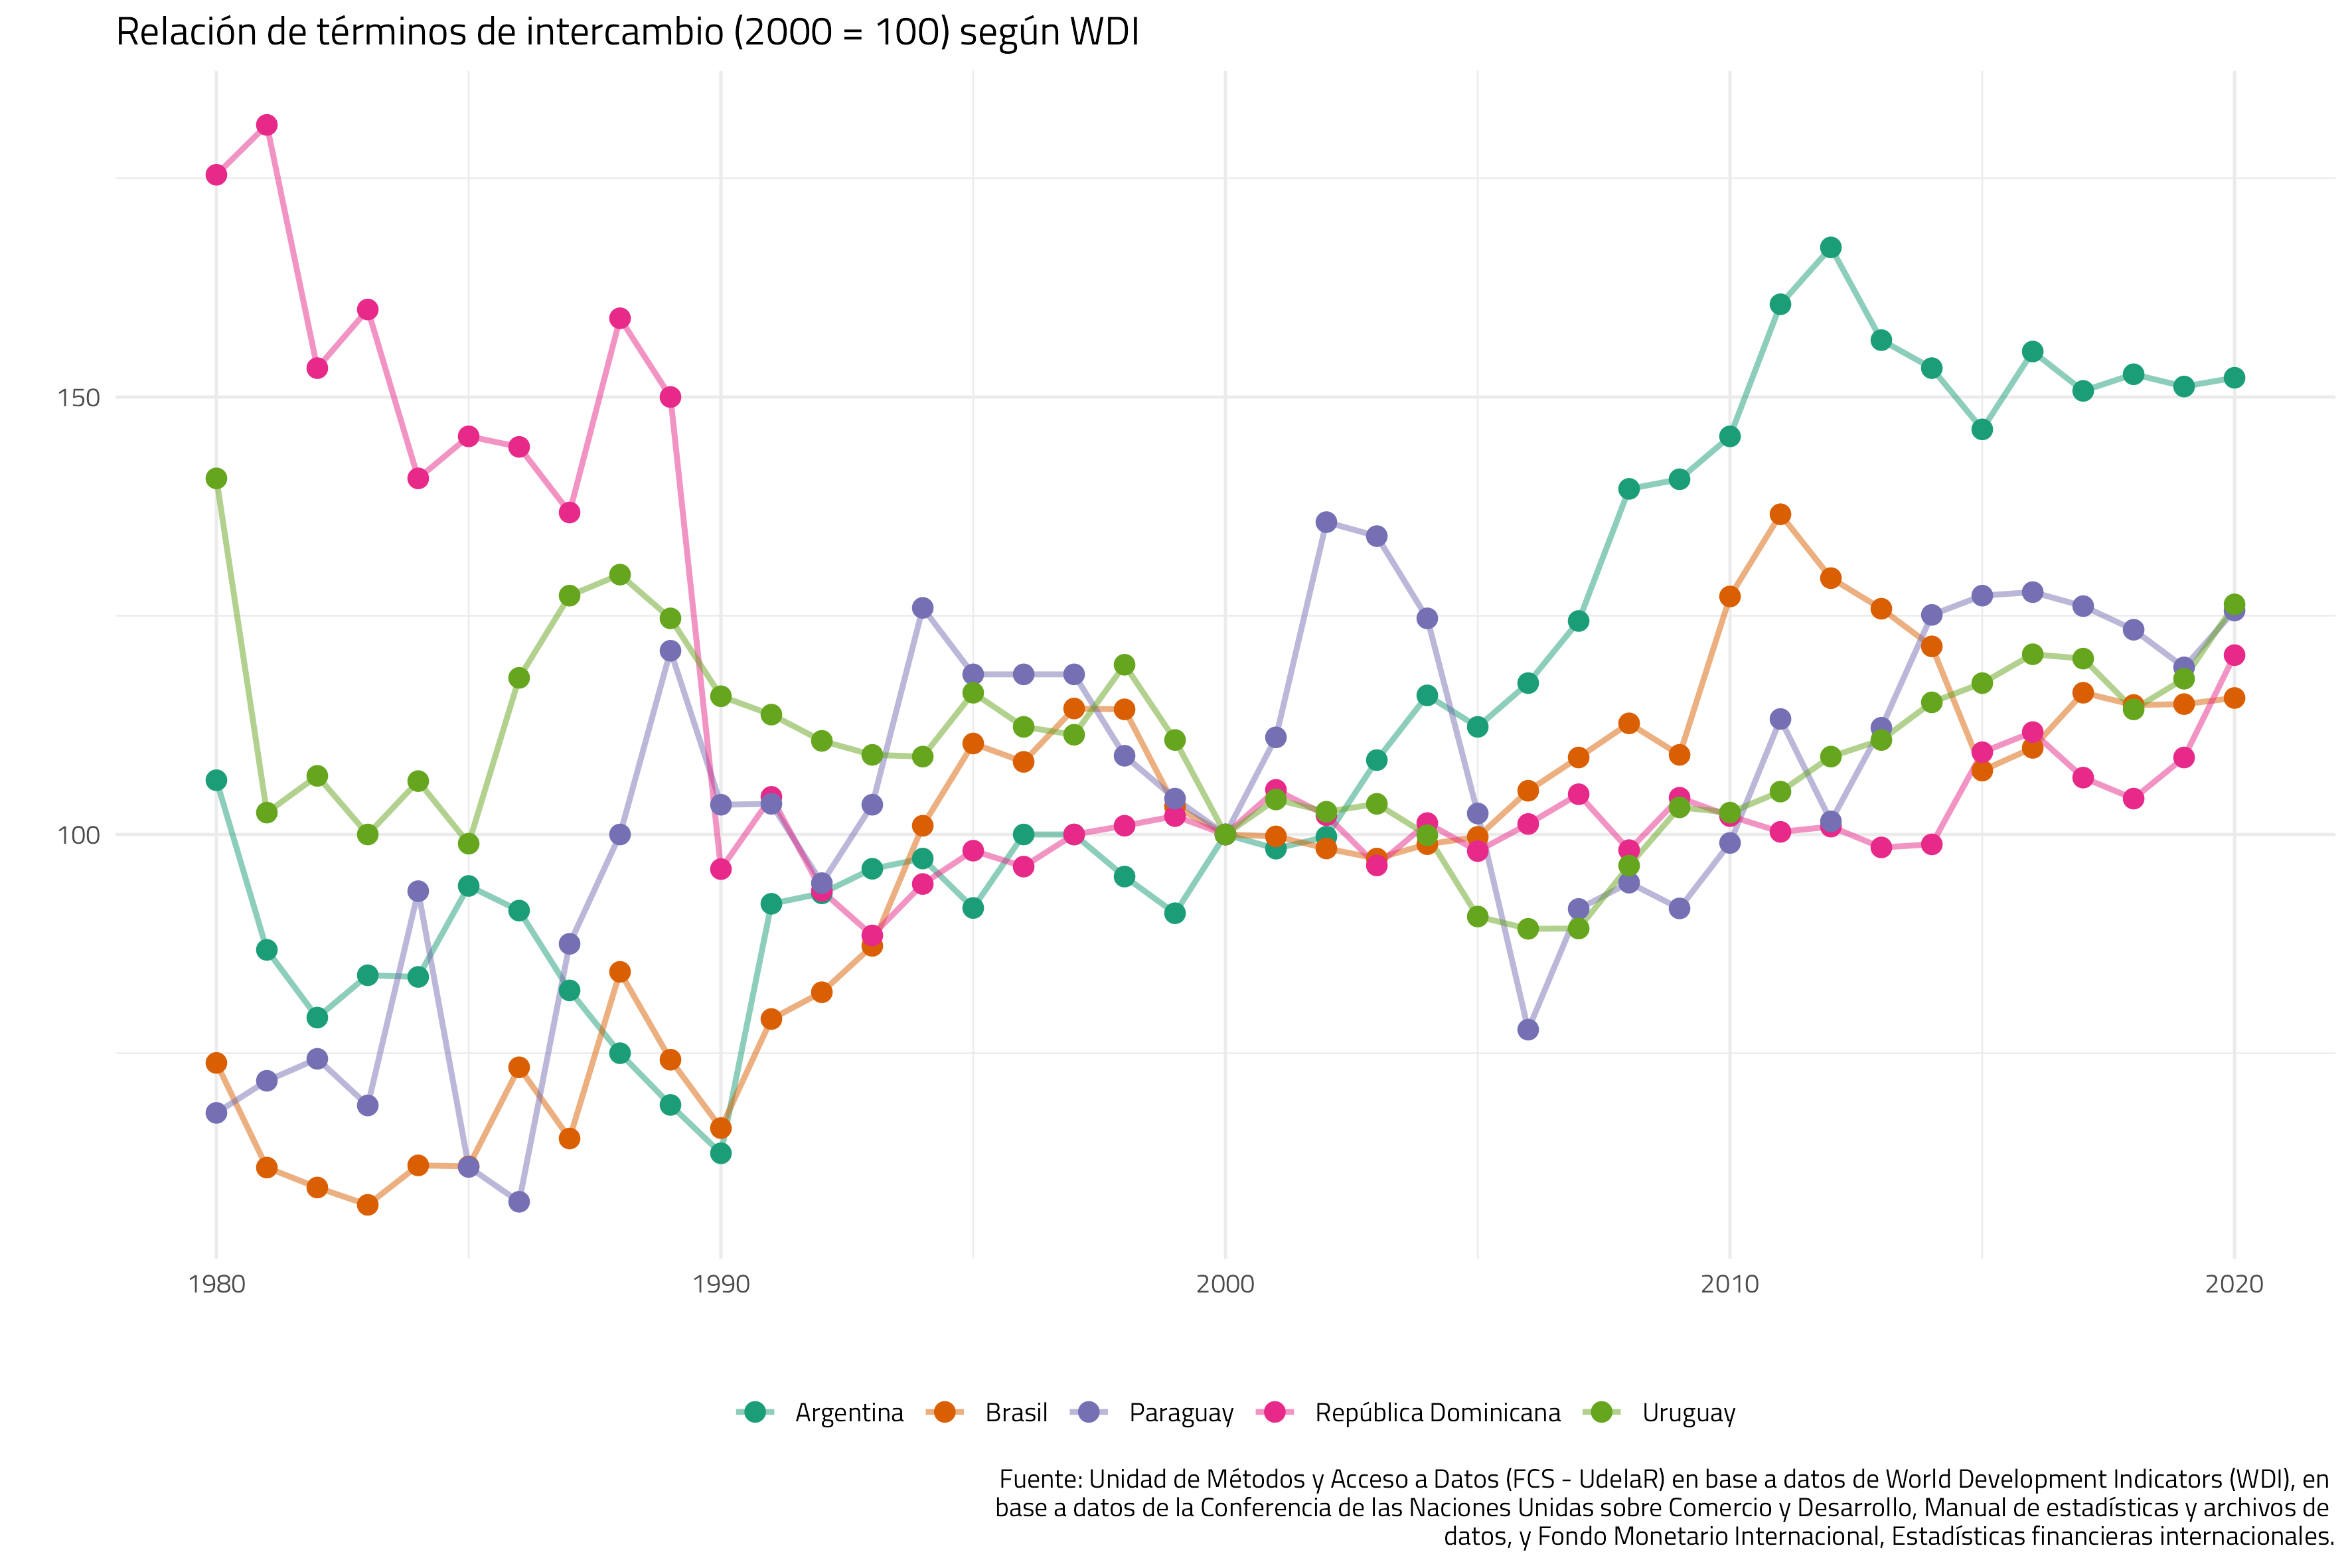 Relación de términos de intercambio (2000 = 100) según WDI
150
100
1980 1990 2000 2010 2020
Argentina Brasil Paraguay República Dominicana Uruguay
Fuente: Unidad de Métodos y Acceso a Datos (FCS - UdelaR) en base a datos de World Development Indicators (WDI), en
base a datos de la Conferencia de las Naciones Unidas sobre Comercio y Desarrollo, Manual de estadísticas y archivos de
datos, y Fondo Monetario Internacional, Estadísticas financieras internacionales.